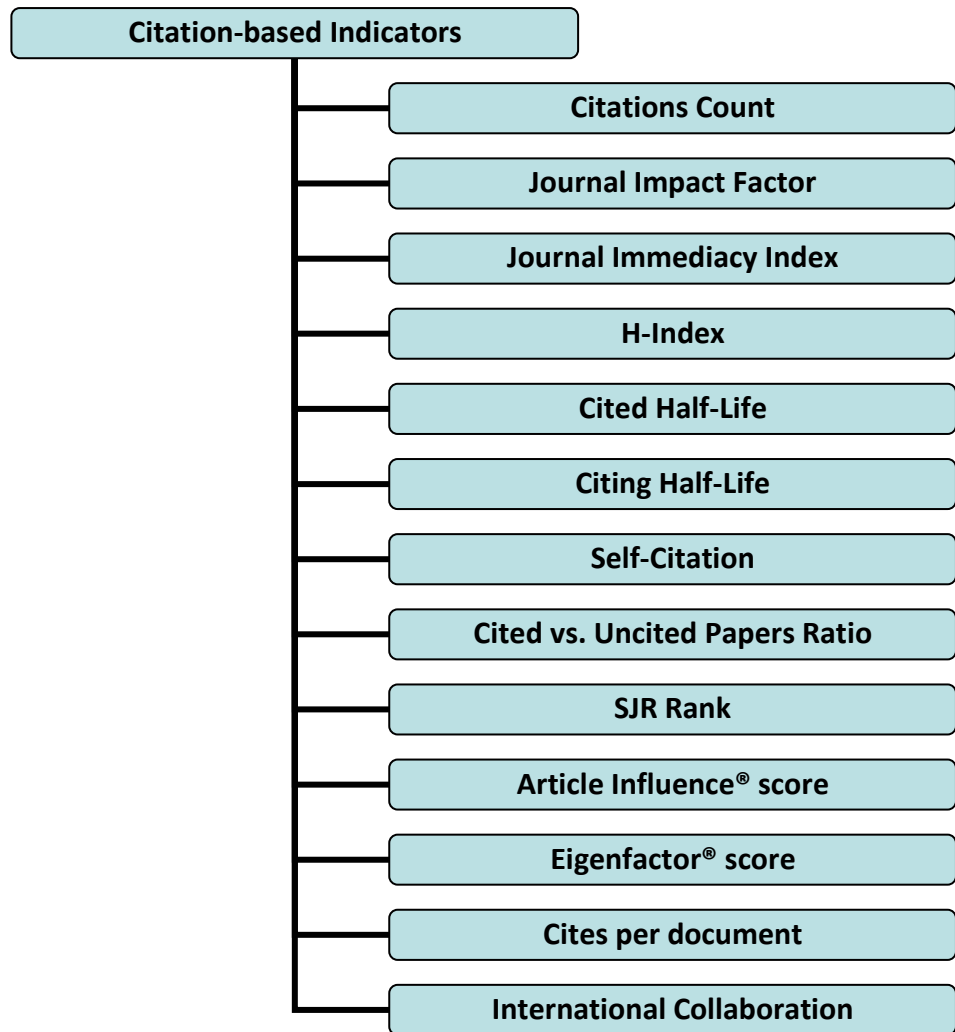 Citation-based Indicators
Citations Count
Journal Impact Factor
Journal Immediacy Index
H-Index
Cited Half-Life
Citing Half-Life
Self-Citation
Cited vs. Uncited Papers Ratio
SJR Rank
Article Influence® score
Eigenfactor® score
Cites per document
International Collaboration